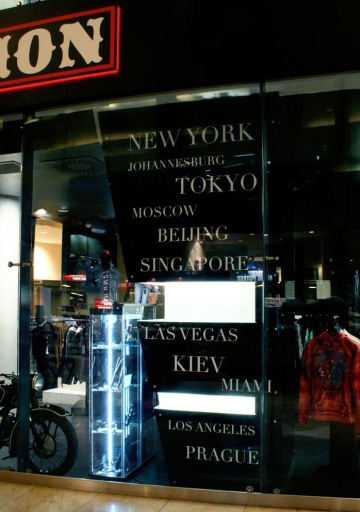 ION
NEW YORK
JOHANNESBURG
TOKYO
MOSCOW
BEIJING
SINGAPORE
LAS VEGAS
KIEV
MIAMI
LOS ANGELES
PRAGUE